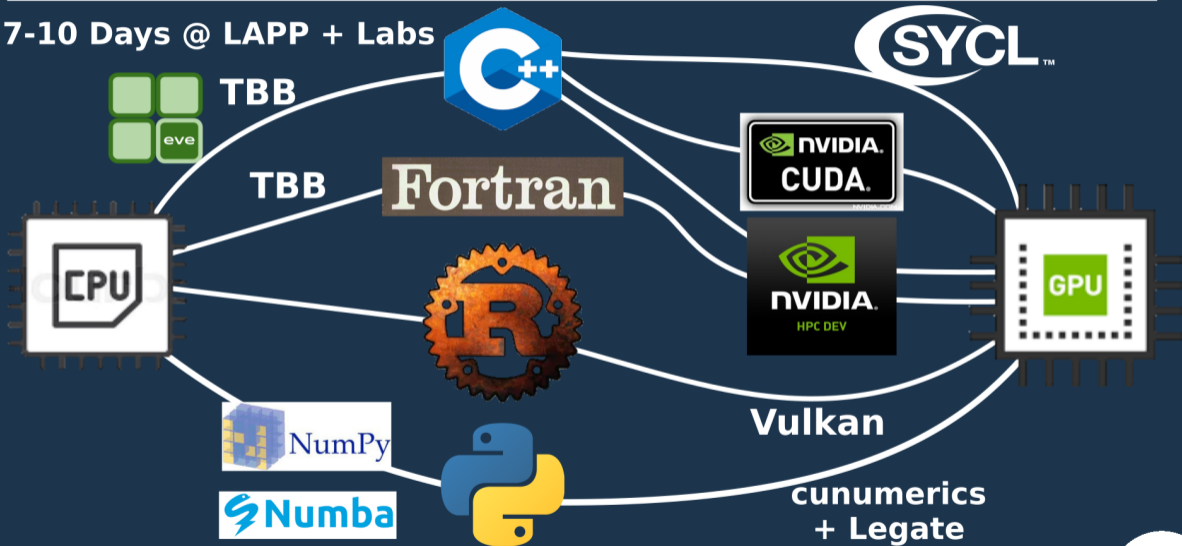 7-10 Days @ LAPP + Labs
SYCL™
TBB
C++
eve
NVIDIA.
CUDA.
TBB
Fortran
CPU
R
NVIDIA.
HPC DEV
GPU
NumPy
Vulkan
Numba
cunumerics
+ Legate